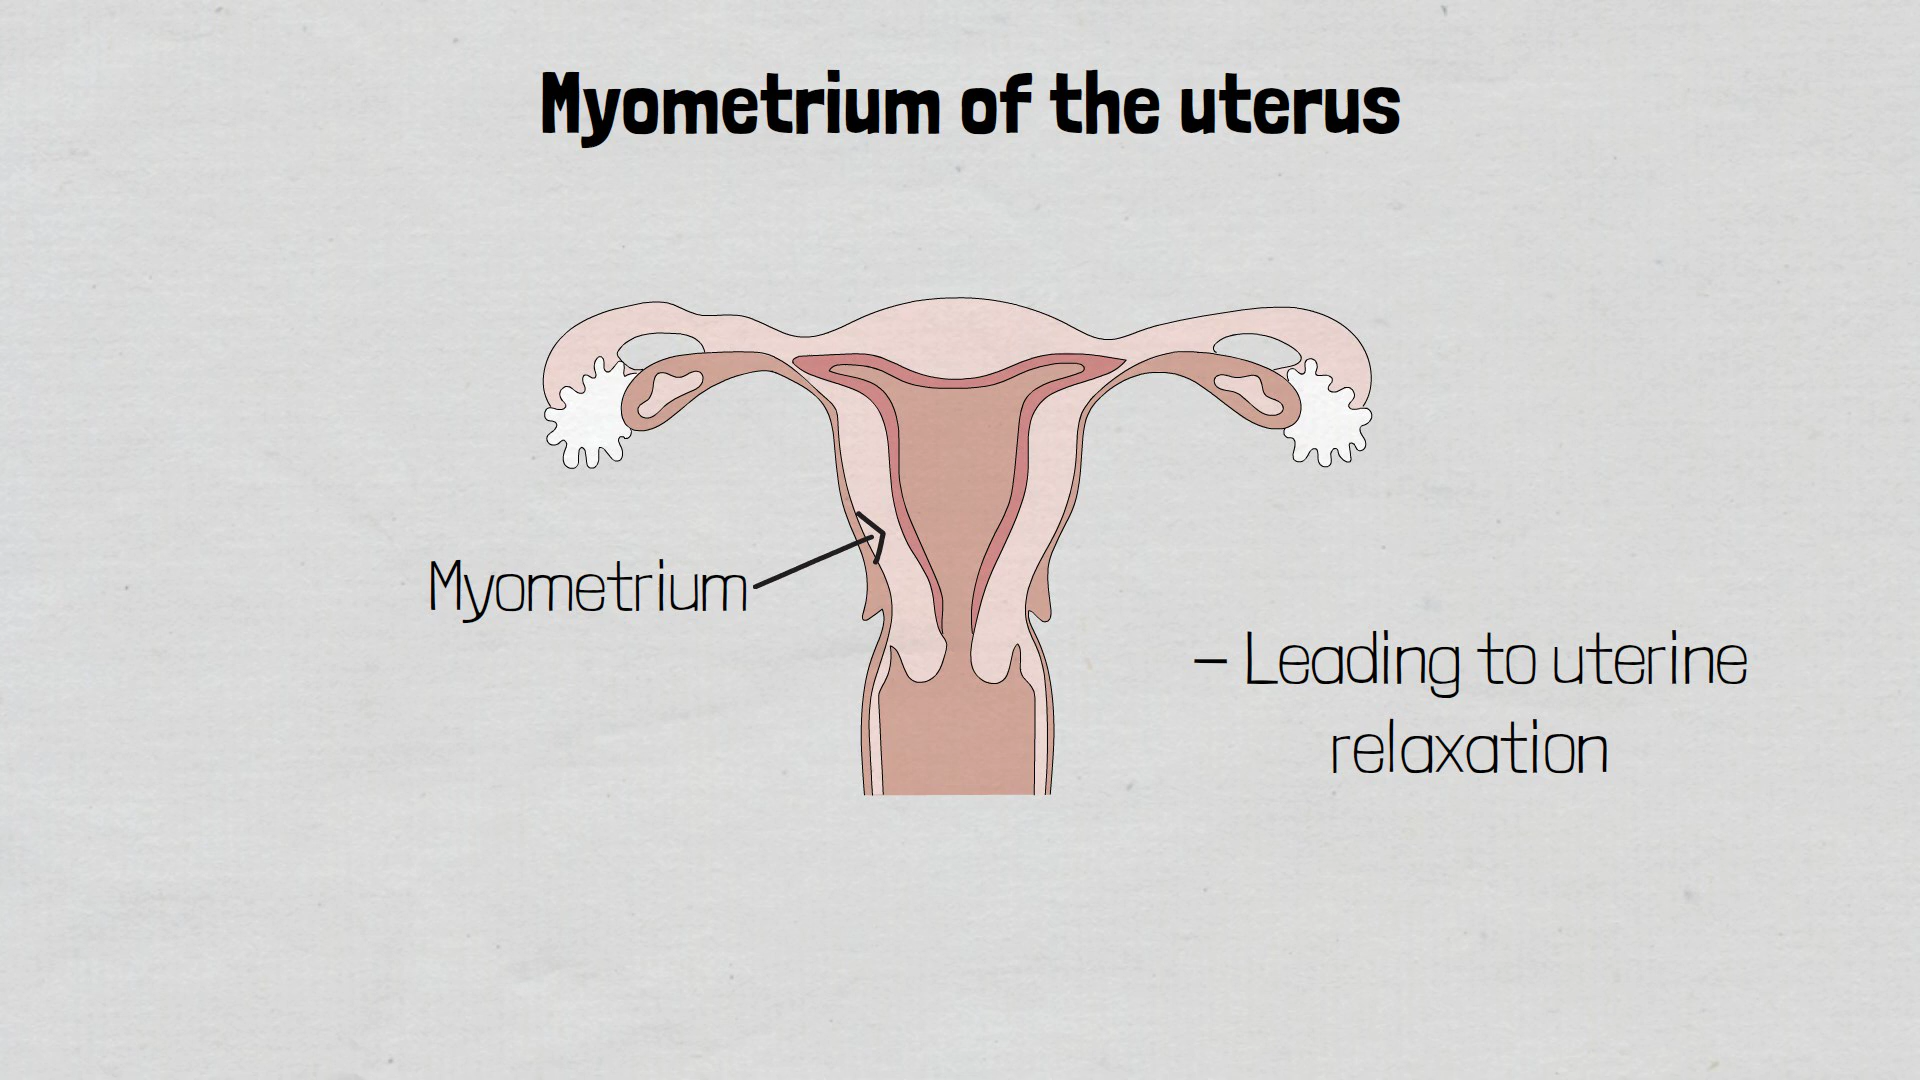 Myometrium of the uterus
Myometrium
- Leading to uterine
relaxation